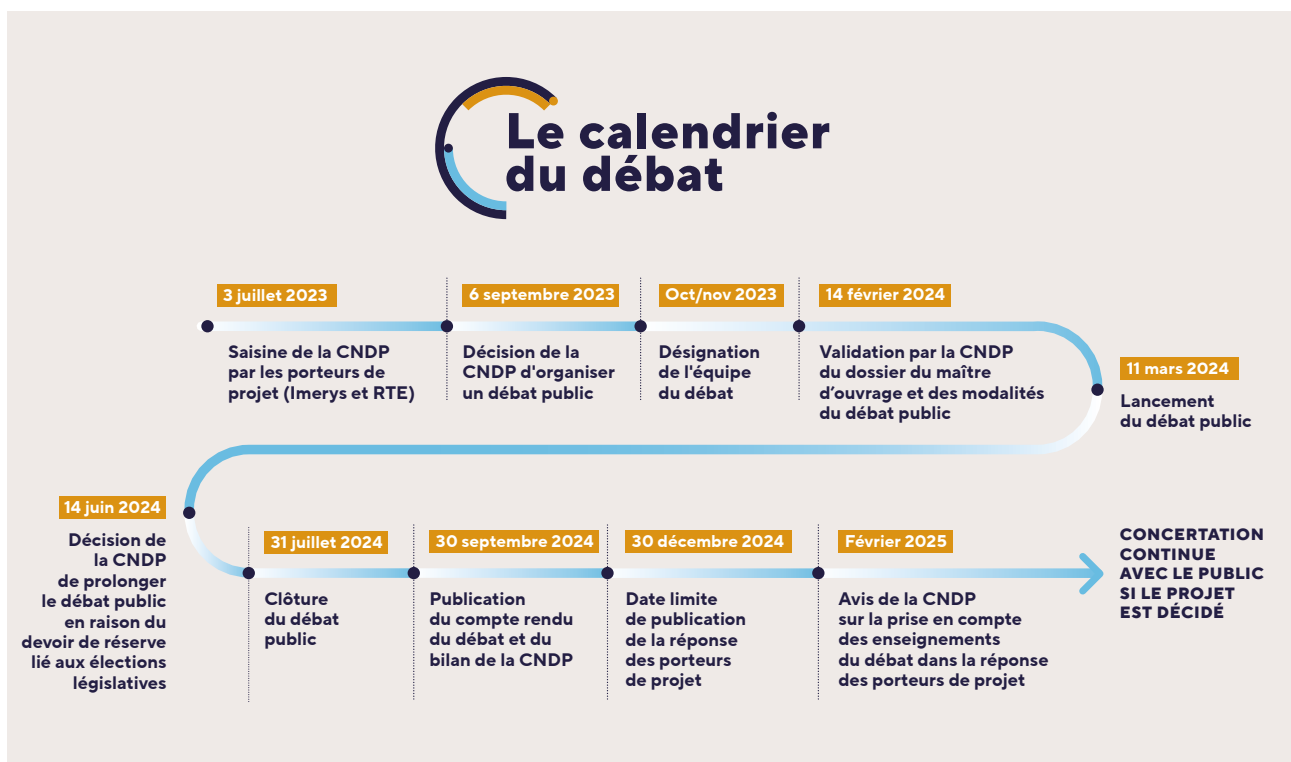 Le calendrier
du débat
3 juillet 2023
Saisine de la CNDP
par les porteurs de
projet (Imerys et RTE)
6 septembre 2023
Décision de la
CNDP d'organiser
un débat public
Oct/nov 2023
Désignation
de l'équipe
du débat
14 février 2024
Validation par la CNDP
du dossier du maître
d’ouvrage et des modalités
du débat public
11 mars 2024
Lancement
du débat public
14 juin 2024
Décision de
la CNDP
de prolonger
le débat public
en raison du
devoir de réserve
lié aux élections
législatives
31 juillet 2024
Clôture
du débat
public
30 septembre 2024
Publication
du compte rendu
du débat et du
bilan de la CNDP
30 décembre 2024
Date limite
de publication
de la réponse
des porteurs
de projet
Février 2025
Avis de la CNDP
sur la prise en compte
des enseignements
du débat dans la réponse
des porteurs de projet
CONCERTATION
CONTINUE
AVEC LE PUBLIC
SI LE PROJET
EST DÉCIDÉ